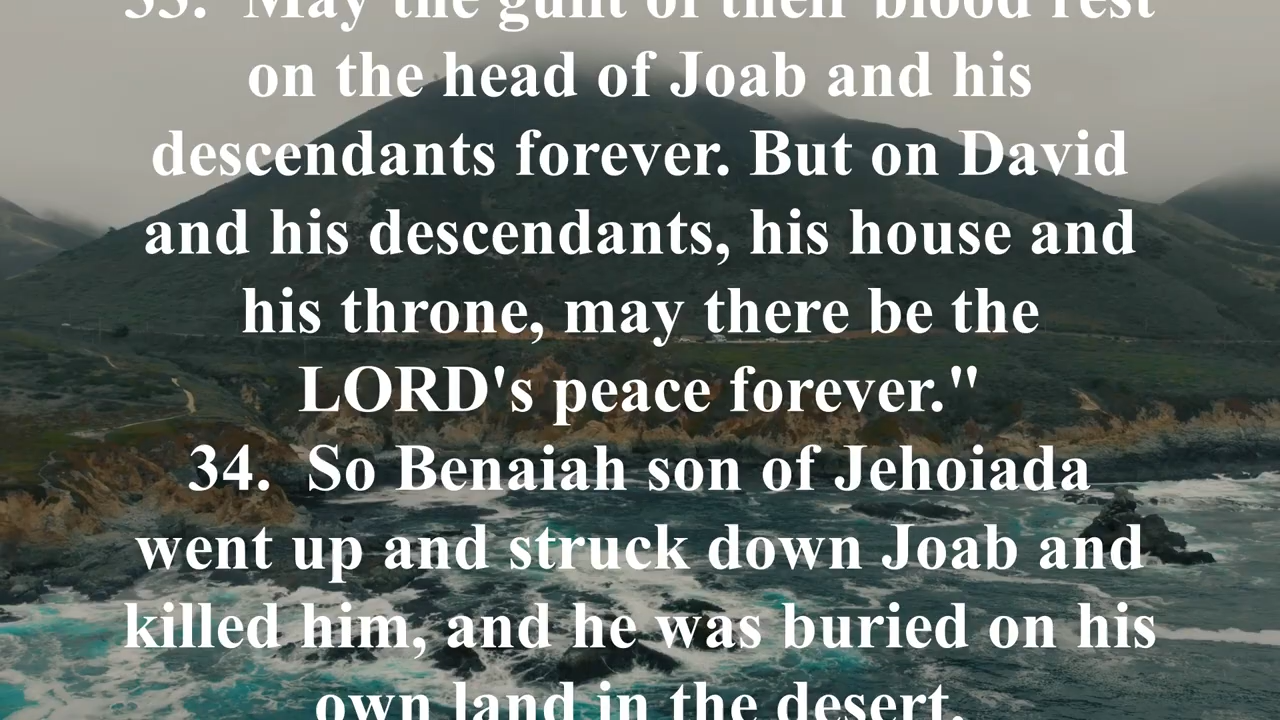 33.  May the guilt of their blood rest
on the head of Joab and his
descendants forever. But on David
and his descendants, his house and
his throne, may there be the
LORD's peace forever."
34.  So Benaiah son of Jehoiada
went up and struck down Joab and
killed him, and he was buried on his
own land in the desert.